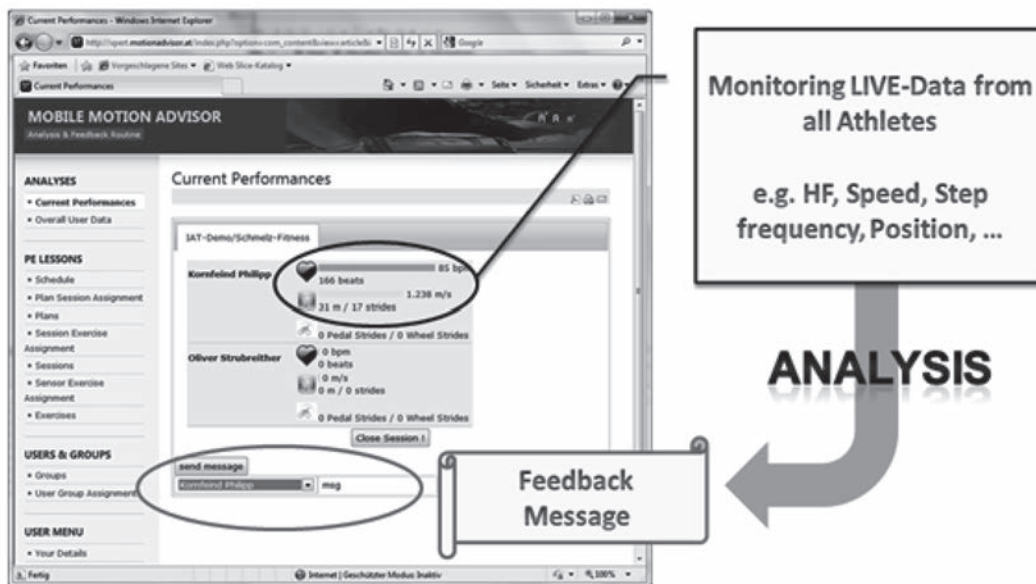 Current Performances - Windows Internet Explorer
Google
Favoriten
Vorgeschlagene Sites
Web Slice-Katalog
Current Performances
Seite
Sicherheit
Extras
MOBILE MOTION ADVISOR
Analysis & Feedback Routine
ANALYSES
Current Performances
Overall User Data
PE LESSONS
Schedule
Plan Session Assignment
Plans
Session Exercise
Assignment
Sessions
Sensor Exercise
Assignment
Exercises
USERS & GROUPS
Groups
User Group Assignment
USER MENU
Your Details
Current Performances
IAT-Demo/Schmelz-Fitness
Kornfeind Philipp
85 bpm
166 beats
1.238 m/s
31 m / 17 strides
0 Pedal Strides / 0 Wheel Strides
Oliver Strubreither
0 bpm
0 beats
0 m/s
0 m / 0 strides
0 Pedal Strides / 0 Wheel Strides
Close Session !
send message
Kornfeind Philipp
msg
Fertig
Internet | Geschützter Modus: Inaktiv
100%
Monitoring LIVE-Data from
all Athletes
e.g. HF, Speed, Step
frequency, Position, ...
ANALYSIS
Feedback
Message